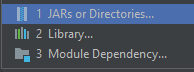 1 JARs or Directories...
2 Library...
3 Module Dependency...